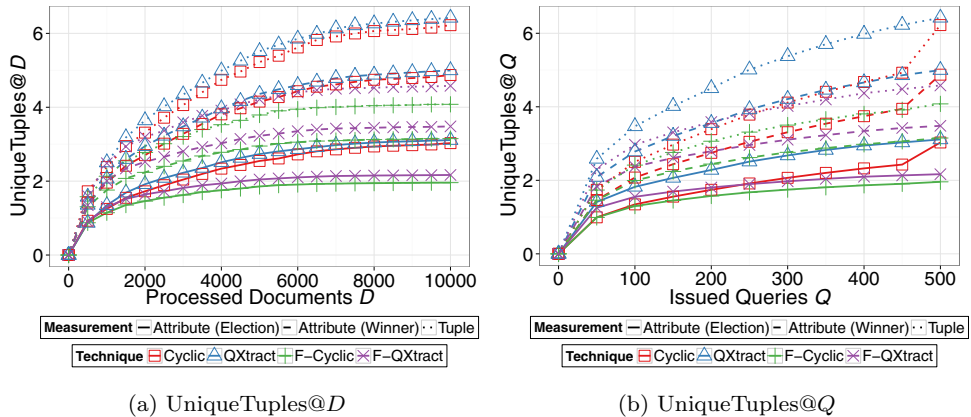 UniqueTuples@D
6
4
2
0
0 2000 4000 6000 8000 10000
Processed Documents D
Measurement Attribute (Election) Attribute (Winner) Tuple
Technique Cyclic QXtract F-Cyclic F-QXtract
(a) UniqueTuples@D
UniqueTuples@Q
6
4
2
0
0 100 200 300 400 500
Issued Queries Q
Measurement Attribute (Election) Attribute (Winner) Tuple
Technique Cyclic QXtract F-Cyclic F-QXtract
(b) UniqueTuples@Q